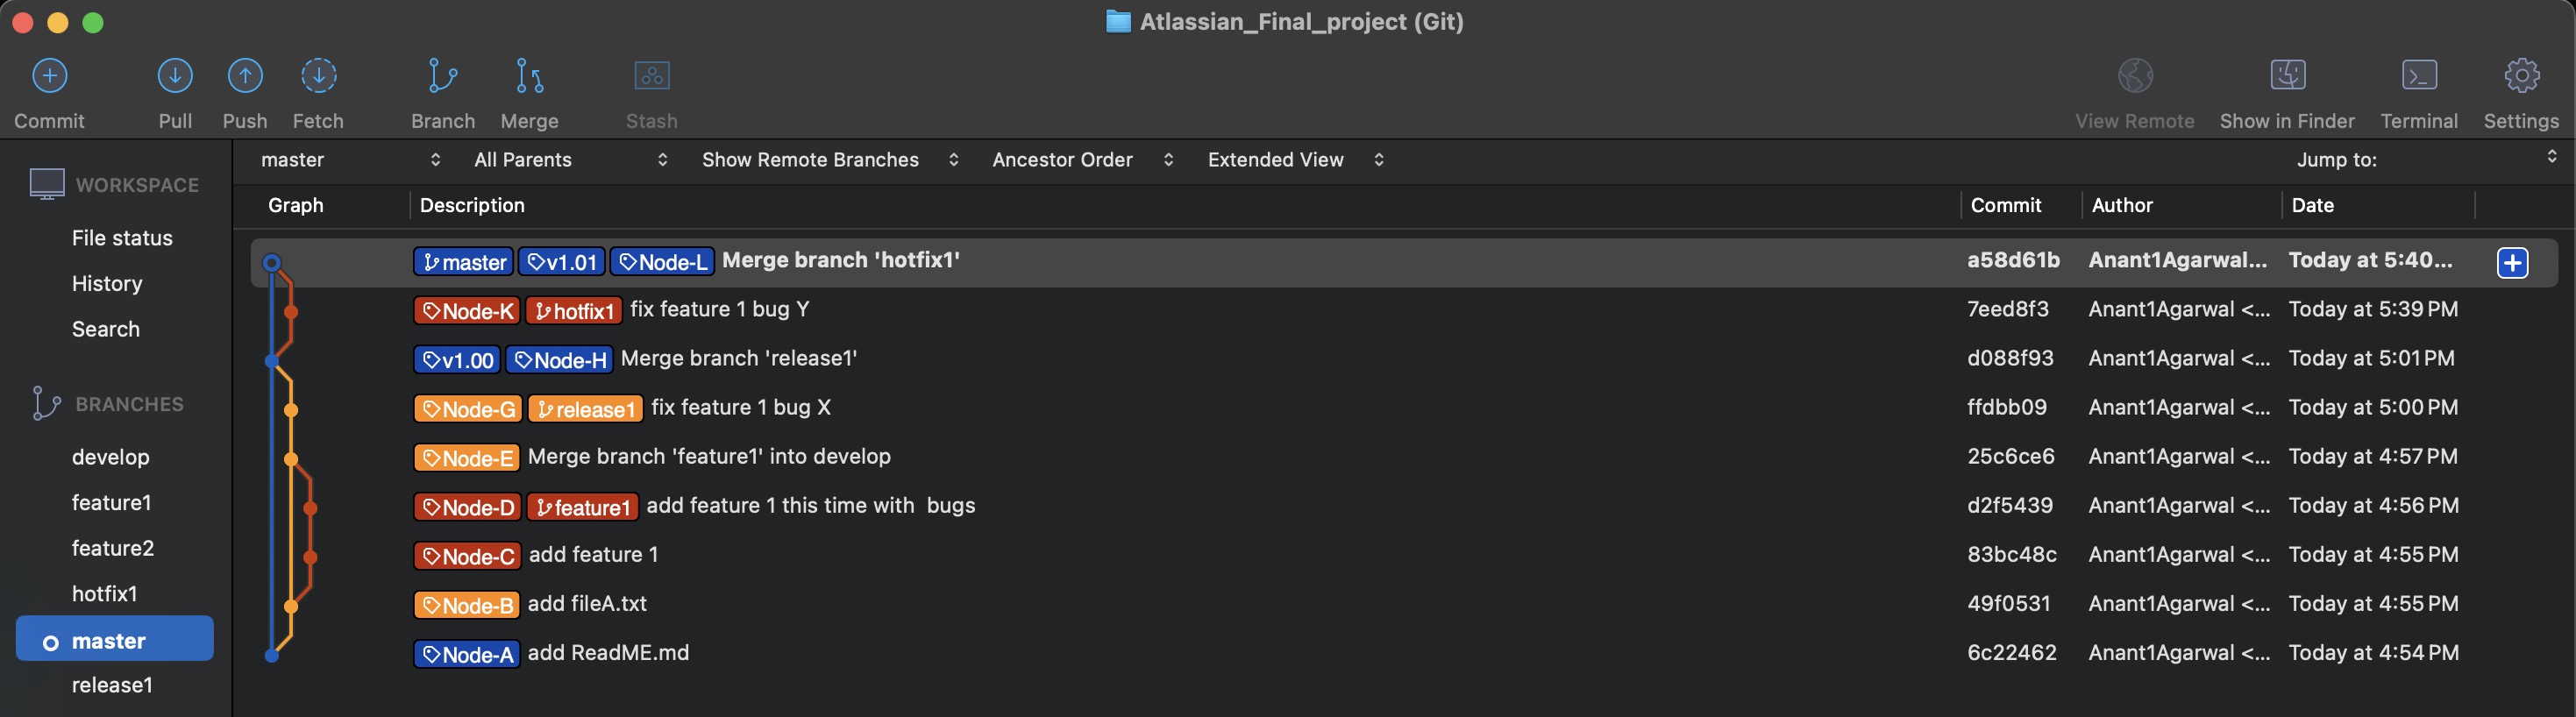 Atlassian_Final_project (Git)
Commit Pull Push Fetch Branch Merge Stash View Remote Show in Finder Terminal Settings
WORKSPACE
File status
History
Search
BRANCHES
develop
feature1
feature2
hotfix1
master
release1
master All Parents Show Remote Branches Ancestor Order Extended View Jump to:
Graph Description Commit Author Date
master v1.01 Node-L Merge branch 'hotfix1' a58d61b Anant1Agarwal... Today at 5:40...
Node-K hotfix1 fix feature 1 bug Y 7eed8f3 Anant1Agarwal <... Today at 5:39 PM
v1.00 Node-H Merge branch 'release1' d088f93 Anant1Agarwal <... Today at 5:01 PM
Node-G release1 fix feature 1 bug X ffdbb09 Anant1Agarwal <... Today at 5:00 PM
Node-E Merge branch 'feature1' into develop 25c6ce6 Anant1Agarwal <... Today at 4:57 PM
Node-D feature1 add feature 1 this time with  bugs d2f5439 Anant1Agarwal <... Today at 4:56 PM
Node-C add feature 1 83bc48c Anant1Agarwal <... Today at 4:55 PM
Node-B add fileA.txt 49f0531 Anant1Agarwal <... Today at 4:55 PM
Node-A add ReadME.md 6c22462 Anant1Agarwal <... Today at 4:54 PM